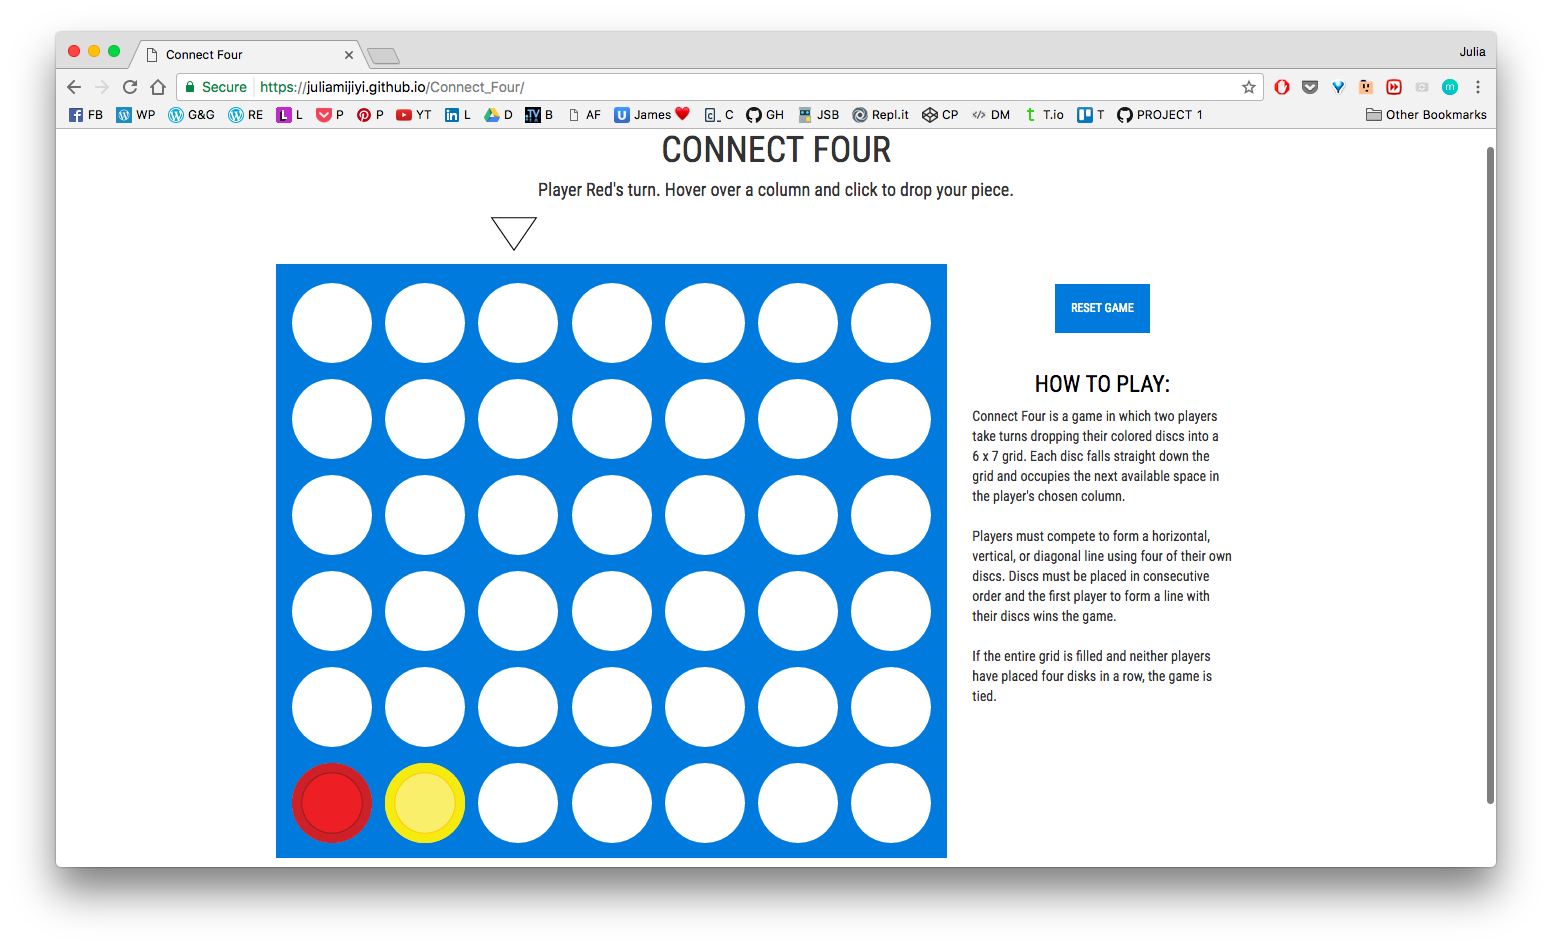 Connect Four
Julia
Secure https://juliamijiyi.github.io/Connect_Four/
FB WP G&G RE L L P P YT in L D .TY B AF U James C GH JSB Repl.it CP DM t T.io T PROJECT 1 Other Bookmarks
CONNECT FOUR
Player Red's turn. Hover over a column and click to drop your piece.
RESET GAME
HOW TO PLAY:
Connect Four is a game in which two players
take turns dropping their colored discs into a
6 x 7 grid. Each disc falls straight down the
grid and occupies the next available space in
the player's chosen column.
Players must compete to form a horizontal,
vertical, or diagonal line using four of their own
discs. Discs must be placed in consecutive
order and the first player to form a line with
their discs wins the game.
If the entire grid is filled and neither players
have placed four disks in a row, the game is
tied.